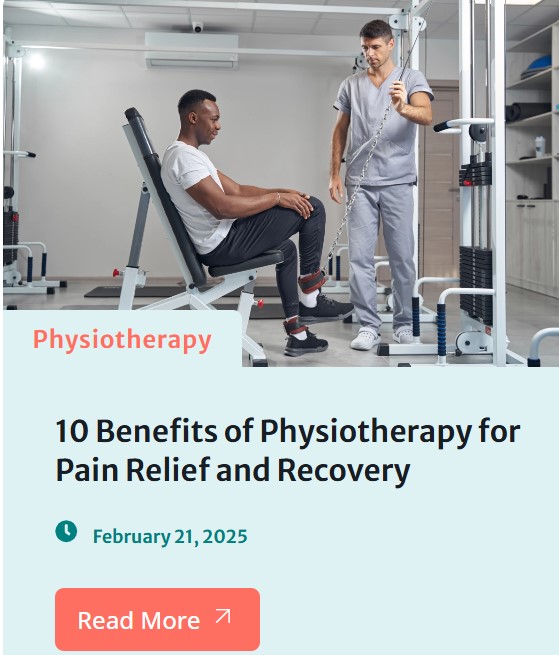 Physiotherapy
10 Benefits of Physiotherapy for
Pain Relief and Recovery
February 21, 2025
Read More